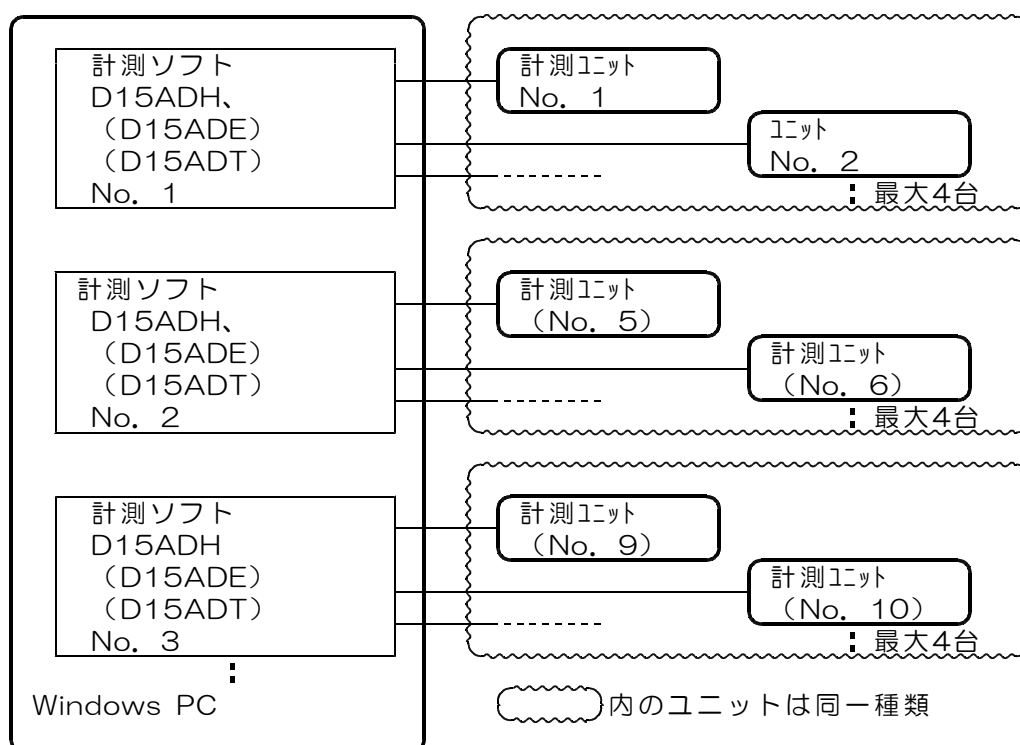 計測ソフト
D15ADH、
（D15ADE）
（D15ADT）
No. 1
計測ﾕﾆｯﾄ
No. 1
ﾕﾆｯﾄ
No. 2
最大4台
計測ソフト
D15ADH、
（D15ADE）
（D15ADT）
No. 2
計測ﾕﾆｯﾄ
（No. 5）
計測ﾕﾆｯﾄ
（No. 6）
最大4台
計測ソフト
D15ADH
（D15ADE）
（D15ADT）
No. 3
計測ﾕﾆｯﾄ
（No. 9）
計測ﾕﾆｯﾄ
（No. 10）
最大4台
Windows PC
内のユニットは同一種類